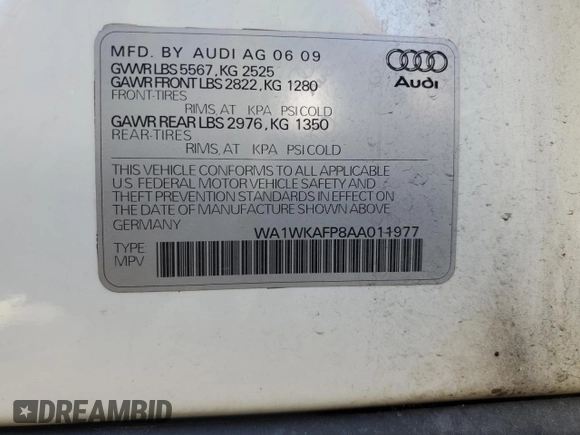 MFD. BY AUDI AG 06 09
GVWR LBS 5567, KG 2525
GAWR FRONT LBS 2822, KG 1280
FRONT-TIRES
RIMS, AT KPA PSI COLD
GAWR REAR LBS 2976, KG 1350
REAR-TIRES
RIMS, AT KPA PSI COLD
Audi
THIS VEHICLE CONFORMS TO ALL APPLICABLE
U.S. FEDERAL MOTOR VEHICLE SAFETY AND
THEFT PREVENTION STANDARDS IN EFFECT ON
THE DATE OF MANUFACTURE SHOWN ABOVE
GERMANY WA1WKAFP8AA011977
TYPE
MPV
DREAMBID